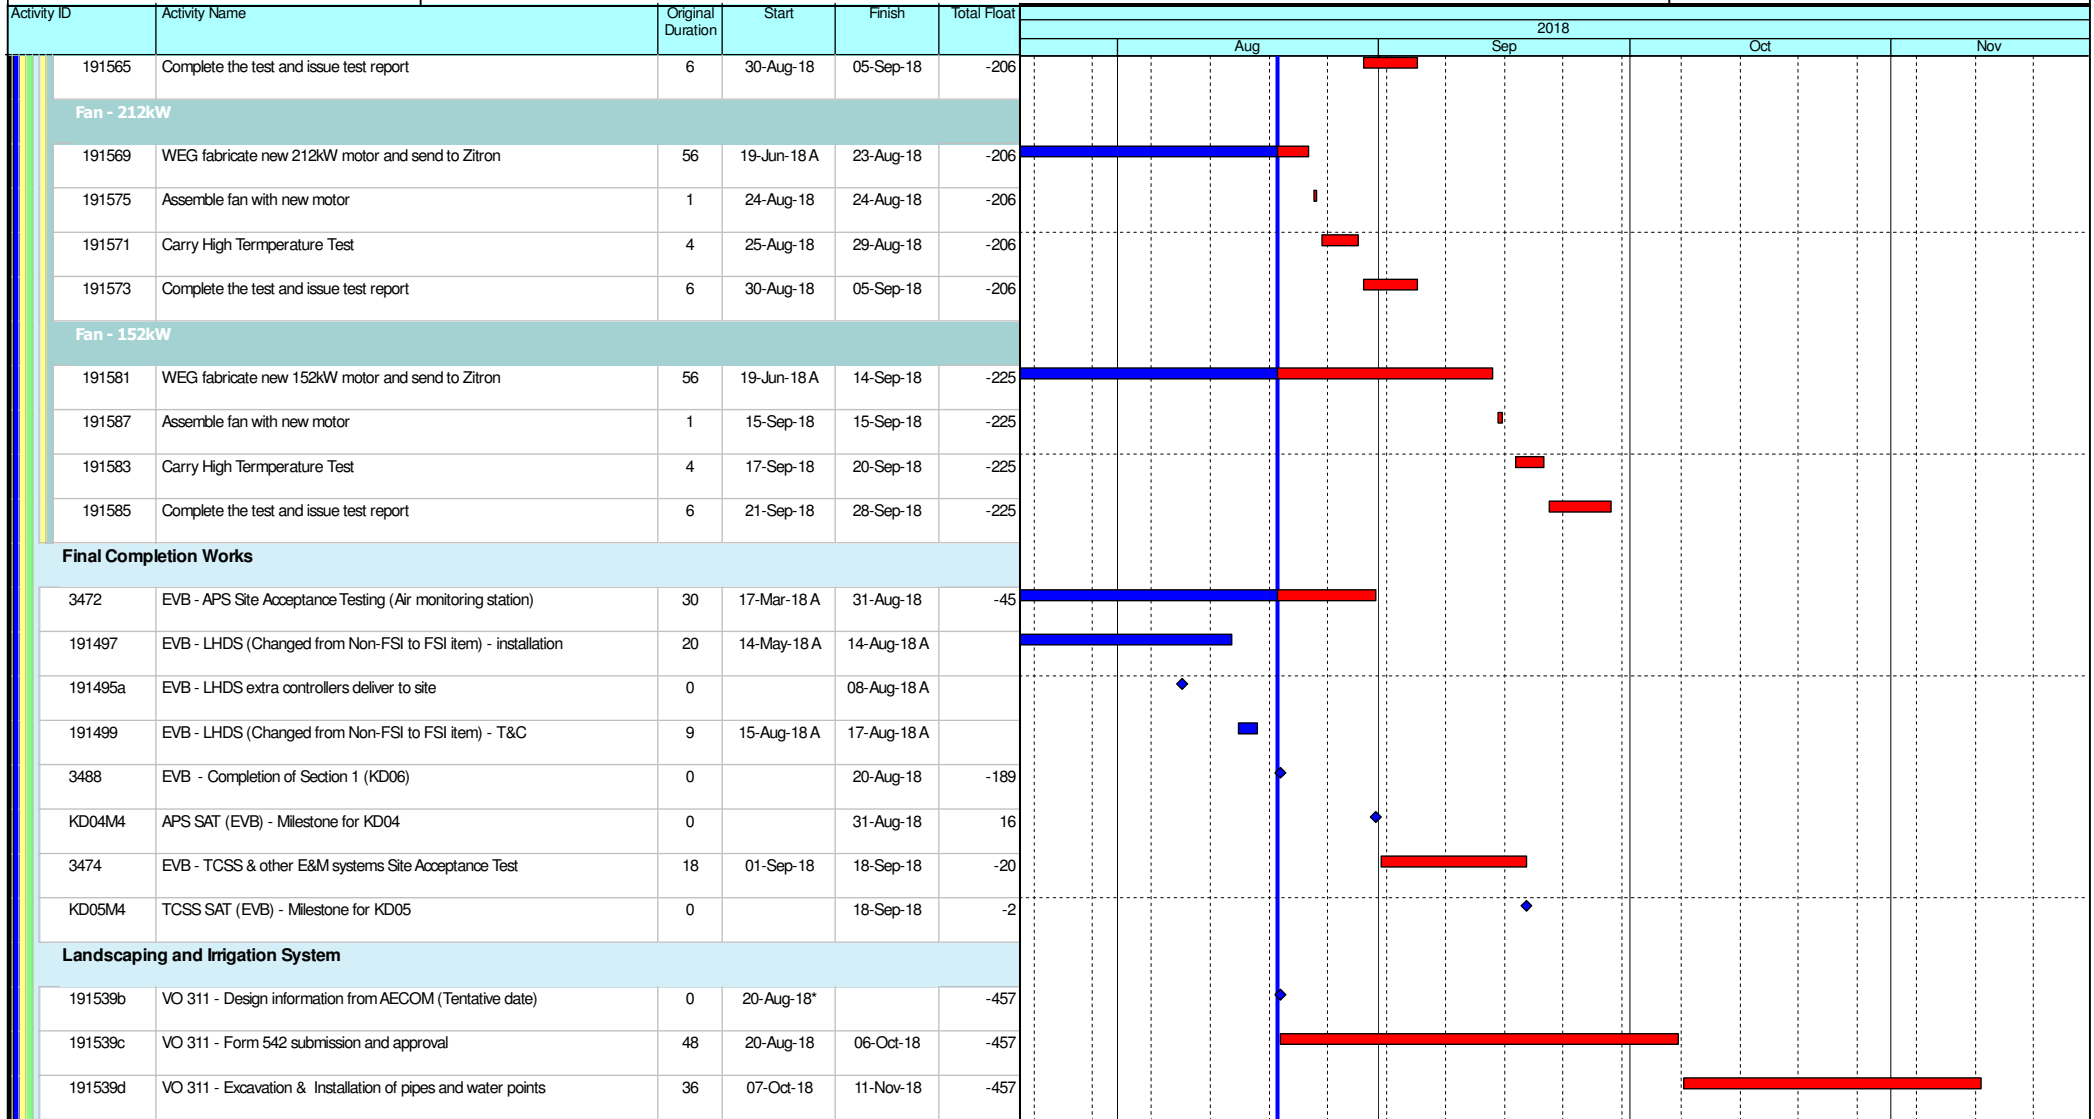 Activity ID Activity Name Original Duration Start Finish Total Float
2018
Aug Sep Oct Nov
191565 Complete the test and issue test report 6 30-Aug-18 05-Sep-18 -206
Fan - 212kW
191569 WEG fabricate new 212kW motor and send to Zitron 56 19-Jun-18 A 23-Aug-18 -206
191575 Assemble fan with new motor 1 24-Aug-18 24-Aug-18 -206
191571 Carry High Termperature Test 4 25-Aug-18 29-Aug-18 -206
191573 Complete the test and issue test report 6 30-Aug-18 05-Sep-18 -206
Fan - 152kW
191581 WEG fabricate new 152kW motor and send to Zitron 56 19-Jun-18 A 14-Sep-18 -225
191587 Assemble fan with new motor 1 15-Sep-18 15-Sep-18 -225
191583 Carry High Termperature Test 4 17-Sep-18 20-Sep-18 -225
191585 Complete the test and issue test report 6 21-Sep-18 28-Sep-18 -225
Final Completion Works
3472 EVB - APS Site Acceptance Testing (Air monitoring station) 30 17-Mar-18 A 31-Aug-18 -45
191497 EVB - LHDS (Changed from Non-FSI to FSI item) - installation 20 14-May-18 A 14-Aug-18 A
191495a EVB - LHDS extra controllers deliver to site 0 08-Aug-18 A
191499 EVB - LHDS (Changed from Non-FSI to FSI item) - T&C 9 15-Aug-18 A 17-Aug-18 A
3488 EVB - Completion of Section 1 (KD06) 0 20-Aug-18 -189
KD04M4 APS SAT (EVB) - Milestone for KD04 0 31-Aug-18 16
3474 EVB - TCSS & other E&M systems Site Acceptance Test 18 01-Sep-18 18-Sep-18 -20
KD05M4 TCSS SAT (EVB) - Milestone for KD05 0 18-Sep-18 -2
Landscaping and Irrigation System
191539b VO 311 - Design information from AECOM (Tentative date) 0 20-Aug-18* -457
191539c VO 311 - Form 542 submission and approval 48 20-Aug-18 06-Oct-18 -457
191539d VO 311 - Excavation & Installation of pipes and water points 36 07-Oct-18 11-Nov-18 -457